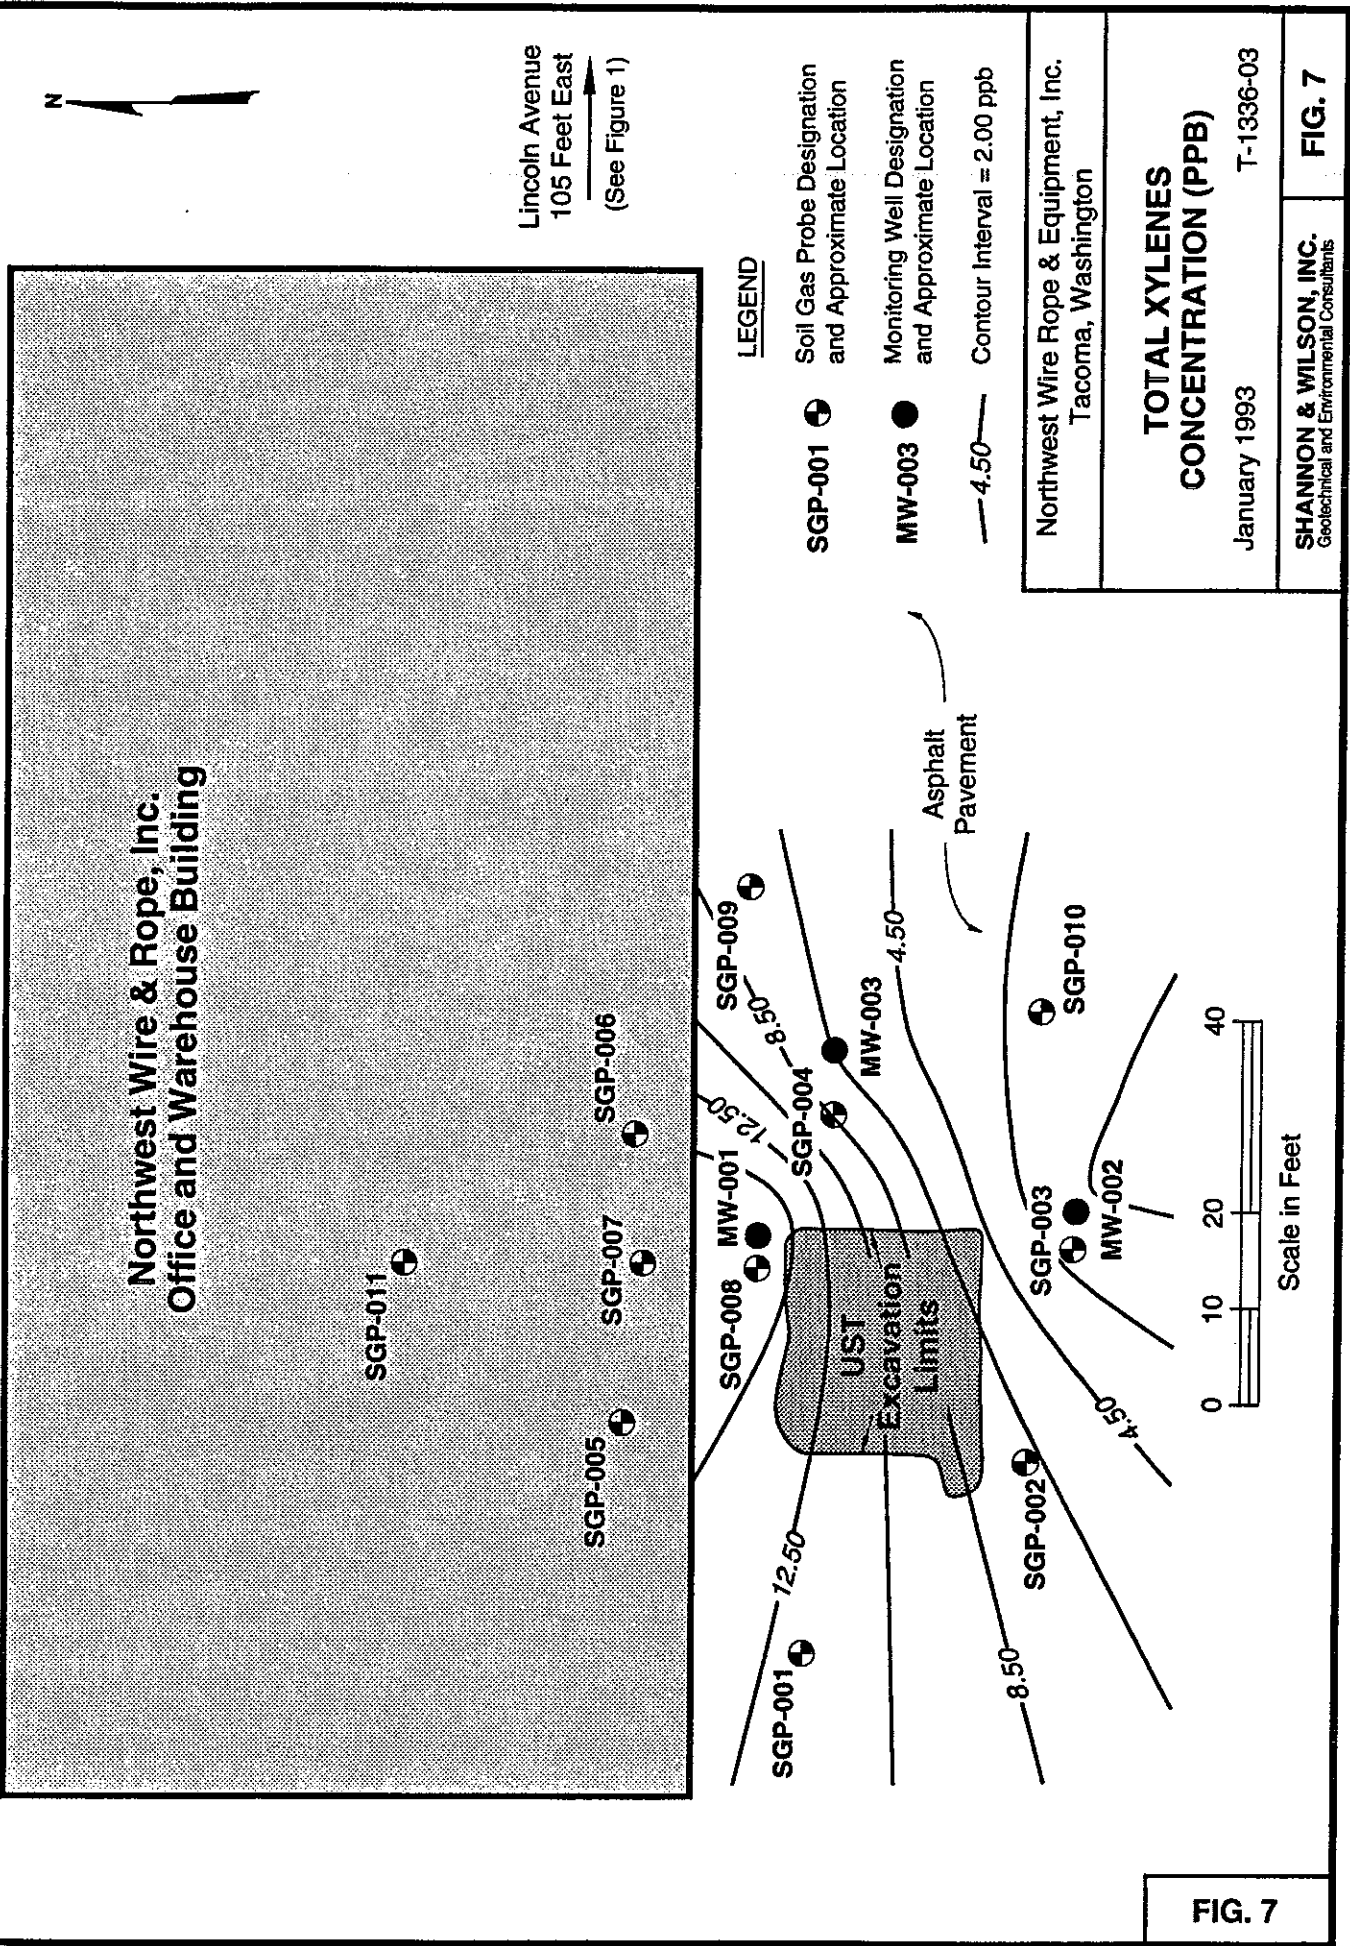 N
Lincoln Avenue
105 Feet East
(See Figure 1)
Northwest Wire & Rope, Inc.
Office and Warehouse Building
SGP-011
SGP-005
SGP-007
SGP-006
SGP-008
MW-001
SGP-009
SGP-001
12.50
12.50
8.50
SGP-004
MW-003
UST
Excavation
Limits
4.50
8.50
SGP-002
4.50
SGP-003
MW-002
SGP-010
Asphalt
Pavement
0
10
20
40
Scale in Feet
LEGEND
SGP-001
Soil Gas Probe Designation
and Approximate Location
MW-003
Monitoring Well Designation
and Approximate Location
4.50
Contour Interval = 2.00 ppb
Northwest Wire Rope & Equipment, Inc.
Tacoma, Washington
TOTAL XYLENES
CONCENTRATION (PPB)
January 1993
T-1336-03
SHANNON & WILSON, INC.
Geotechnical and Environmental Consultants
FIG. 7
FIG. 7